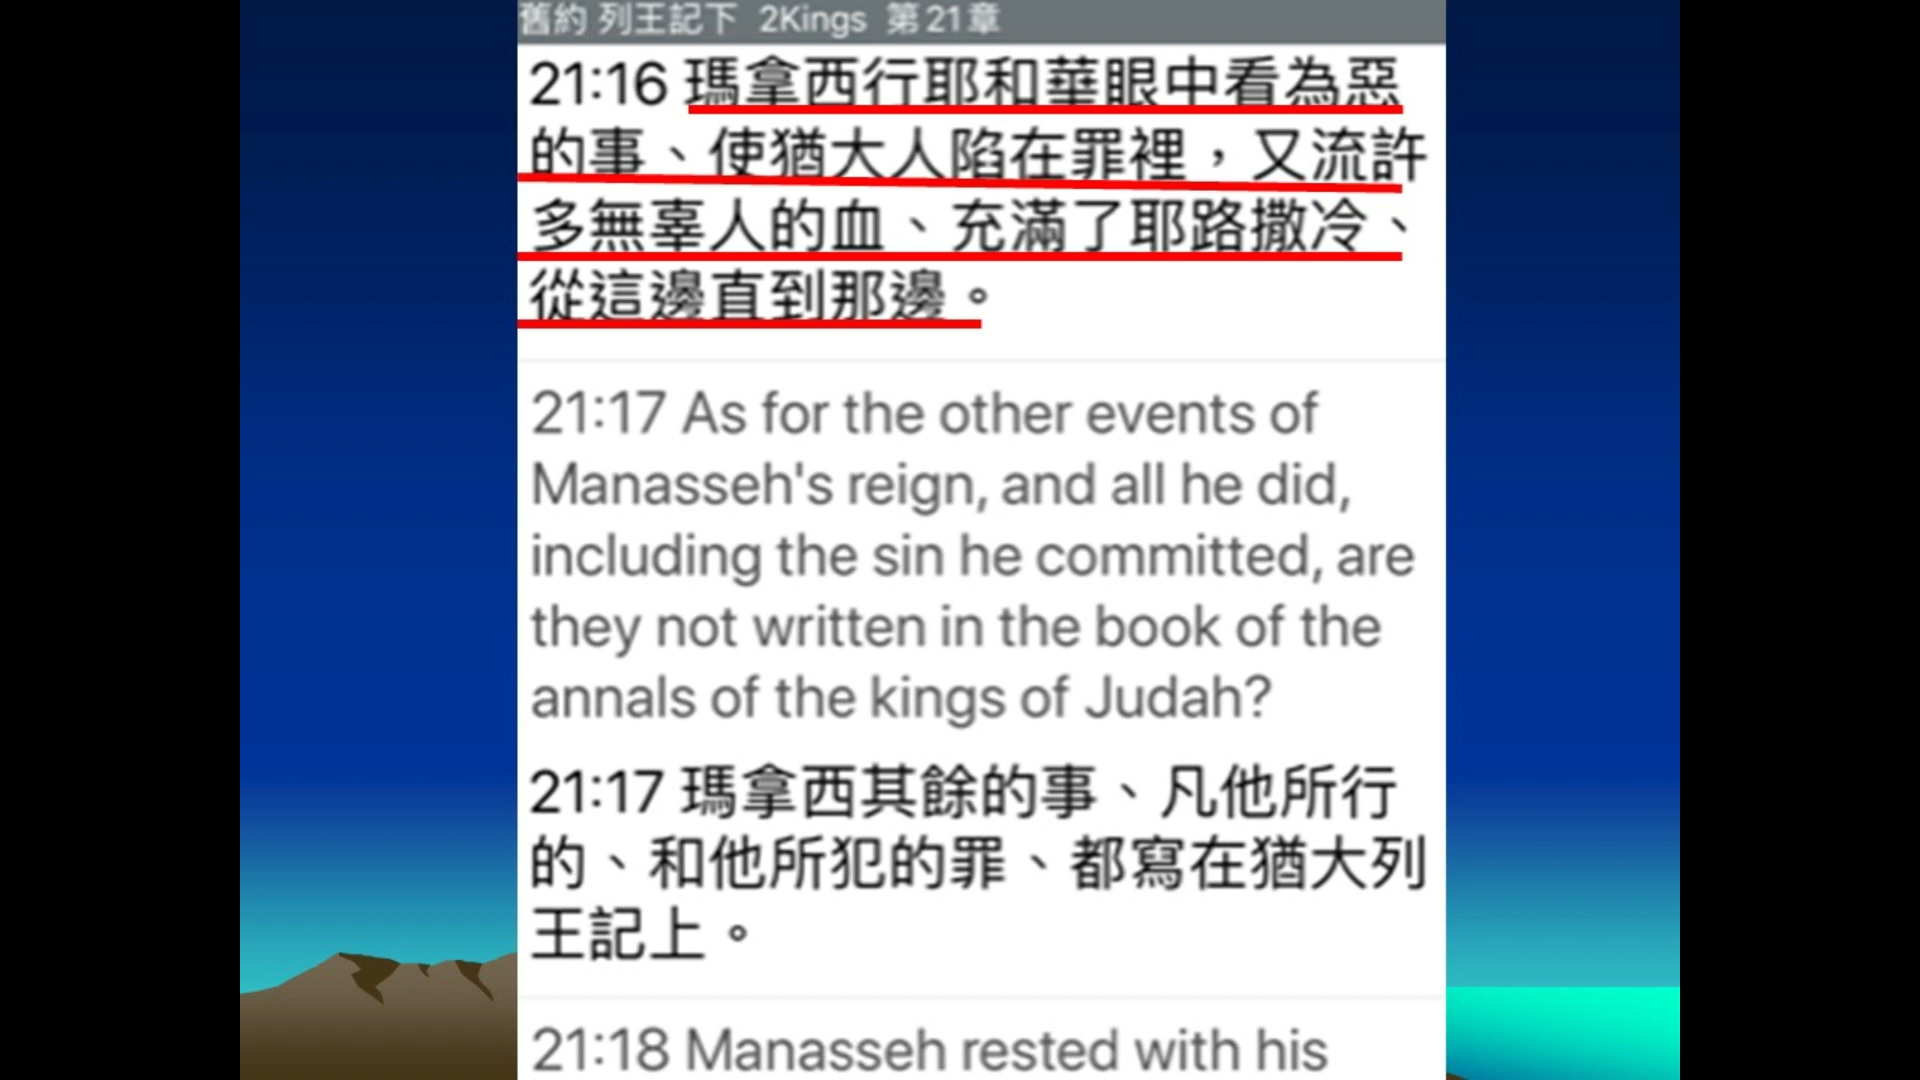 舊約 列王記下 2Kings 第21章
21:16 瑪拿西行耶和華眼中看為惡
的事、使猶大人陷在罪裡，又流許
多無辜人的血、充滿了耶路撒冷、
從這邊直到那邊。
21:17 As for the other events of
Manasseh's reign, and all he did,
including the sin he committed, are
they not written in the book of the
annals of the kings of Judah?
21:17 瑪拿西其餘的事、凡他所行
的、和他所犯的罪、都寫在猶大列
王記上。
21:18 Manasseh rested with his